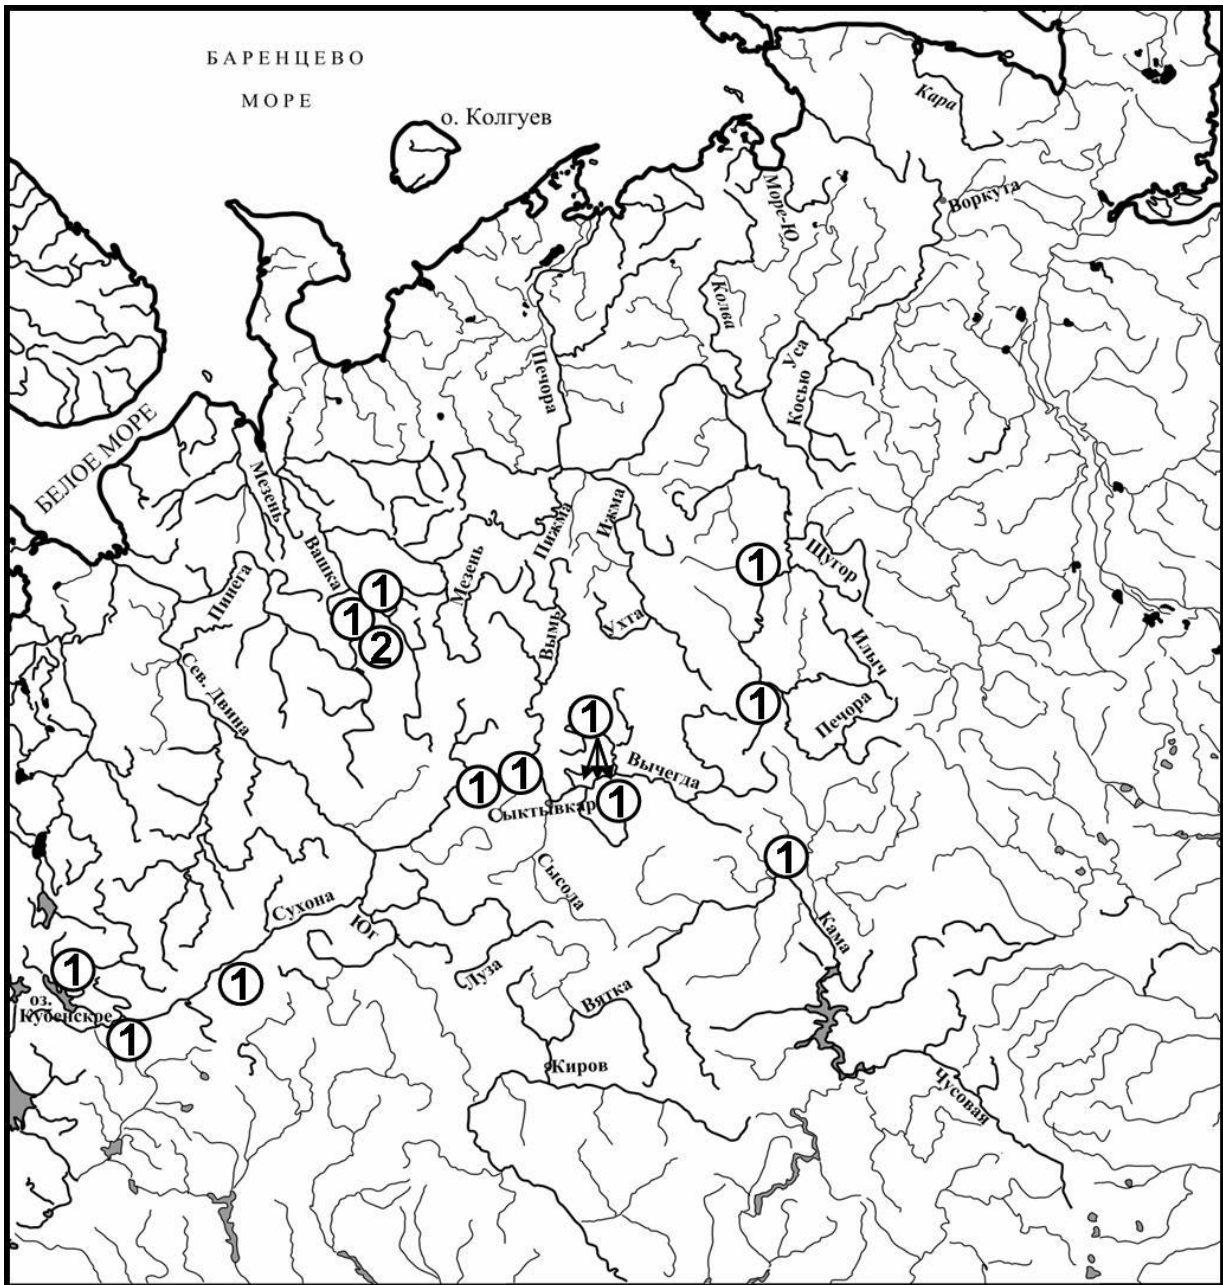 БАРЕНЦЕВО
МОРЕ
о. Колгуев
Кара
Воркута
Море-Ю
Колва
Печора
Уса
Косью
БЕЛОЕ МОРЕ
Мезень
Вашка
Пинега
Мезень
Пижма
Ижма
Щугор
Ухта
Вымь
Илыч
Печора
Сев. Двина
1
1
2
1
1
1
1
1
Вычегда
1
Сыктывкар
1
Сысола
Сухона
Юг
Кама
Луза
Вятка
1
1
оз.
Кубенское
1
Киров
Чусовая